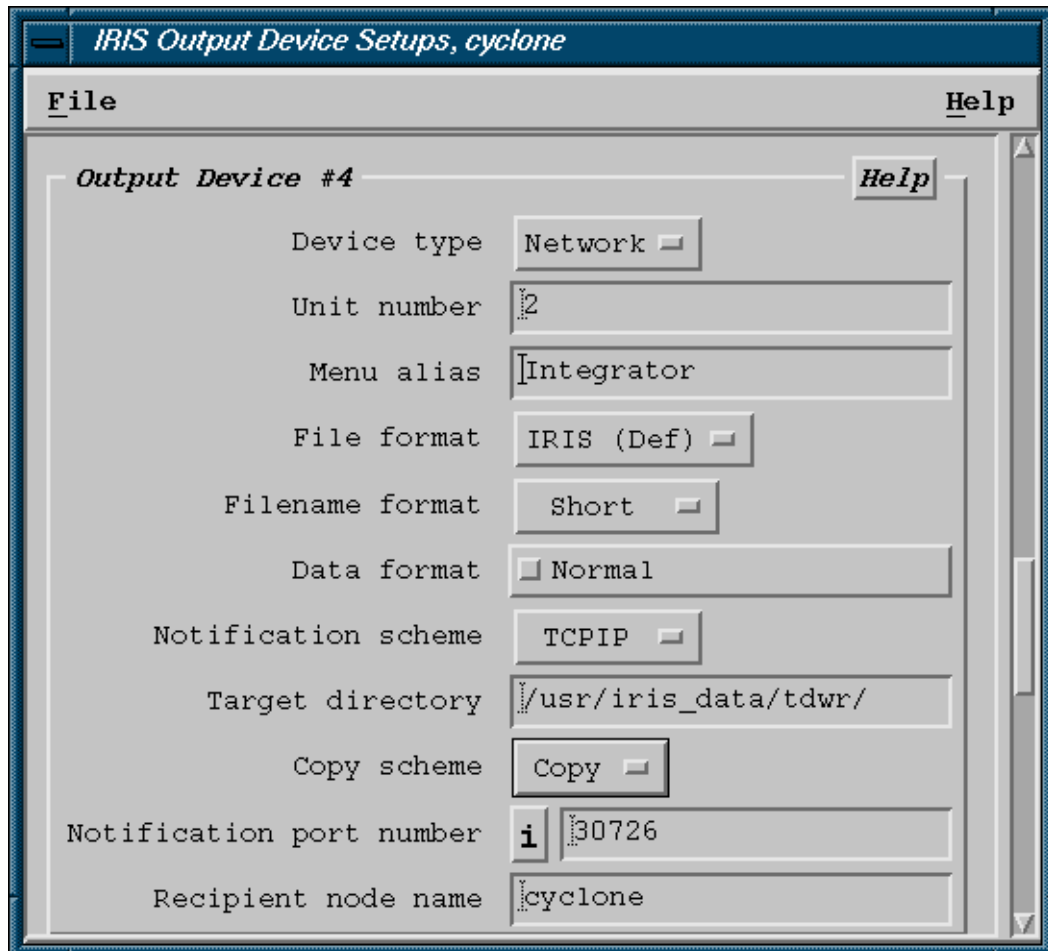 IRIS Output Device Setups, cyclone
File Help
Output Device #4 Help
Device type Network
Unit number 2
Menu alias Integrator
File format IRIS (Def)
Filename format Short
Data format Normal
Notification scheme TCPIP
Target directory /usr/iris_data/tdwr/
Copy scheme Copy
Notification port number i 30726
Recipient node name cyclone